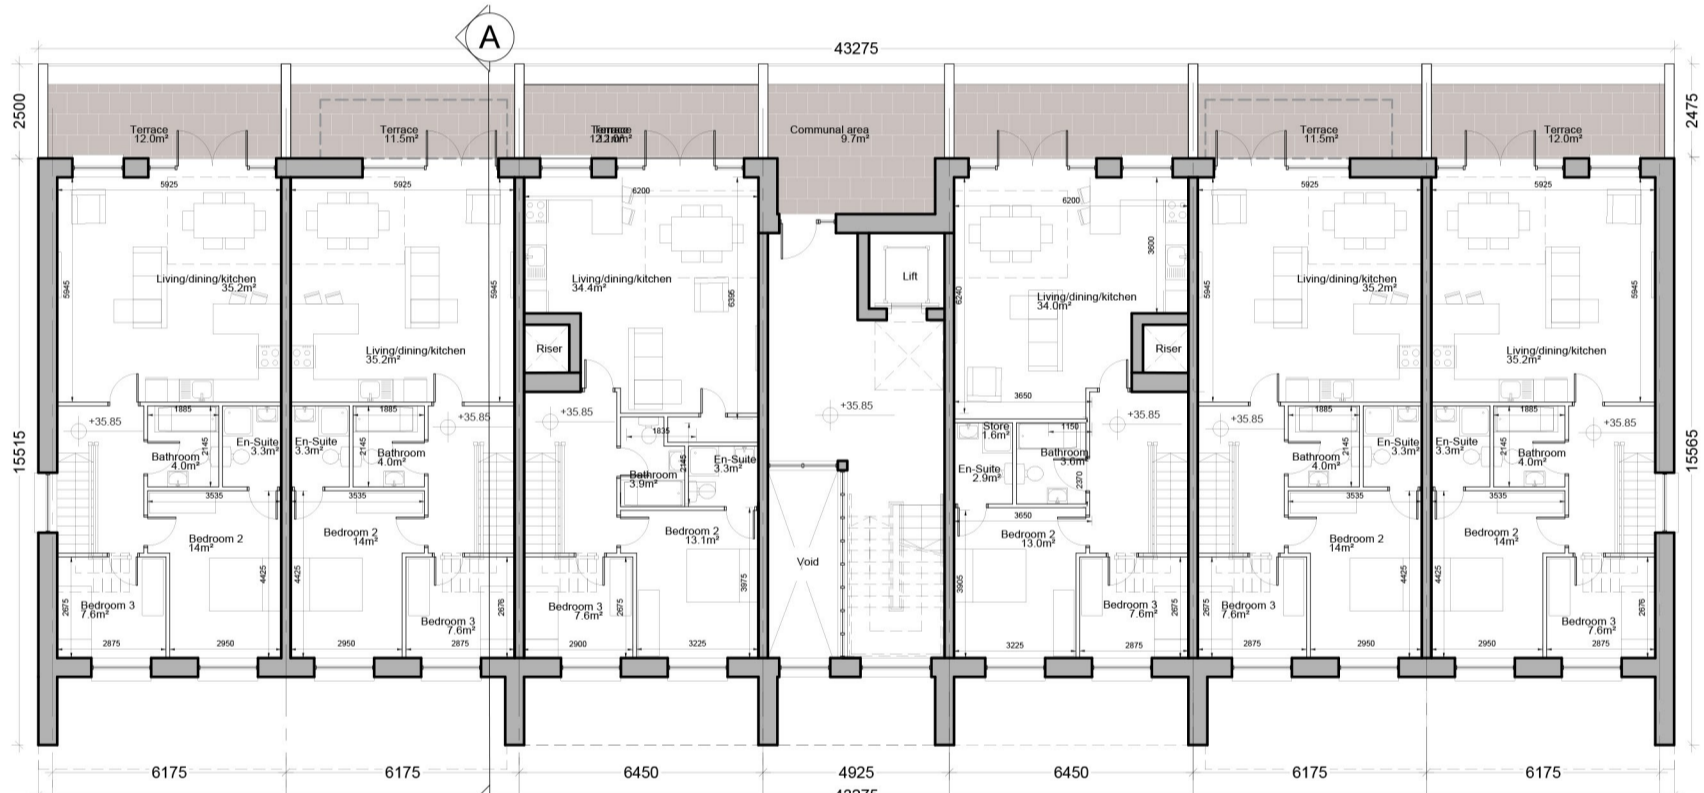 A
43275
2500
2475
Terrace
12.0m²
Terrace
11.5m²
Terrace
Communal area
9.7m²
Terrace
11.5m²
Terrace
12.0m²
5925
5925
6200
6200
5925
5925
5945
5945
6395
6240
3600
5945
5945
Living/dining/kitchen
35.2m²
Living/dining/kitchen
35.2m²
Living/dining/kitchen
34.4m²
Lift
Living/dining/kitchen
34.0m²
Living/dining/kitchen
35.2m²
Living/dining/kitchen
35.2m²
Riser
Riser
15515
15565
+35.85
+35.85
+35.85
+35.85
+35.85
+35.85
+35.85
1885
1885
1835
3650
1150
1885
1885
2145
2145
2145
2370
2145
2145
Bathroom
4.0m²
En-Suite
3.3m²
En-Suite
3.3m²
Bathroom
4.0m²
Bathroom
3.9m²
En-Suite
3.3m²
Store
1.6m²
En-Suite
2.9m²
Bathroom
3.6m²
Bathroom
4.0m²
En-Suite
3.3m²
En-Suite
3.3m²
Bathroom
4.0m²
3535
3535
3650
3535
3535
Bedroom 2
14m²
Bedroom 2
14m²
Bedroom 2
13.1m²
Void
Bedroom 2
13.0m²
Bedroom 2
14m²
Bedroom 2
14m²
4425
4425
3975
3905
4425
4425
Bedroom 3
7.6m²
Bedroom 3
7.6m²
Bedroom 3
7.6m²
Bedroom 3
7.6m²
Bedroom 3
7.6m²
Bedroom 3
7.6m²
2675
2676
2675
2675
2675
2676
2875
2950
2950
2875
2900
3225
3225
2875
2875
2950
2950
2875
6175
6175
6450
4925
6450
6175
6175
43275